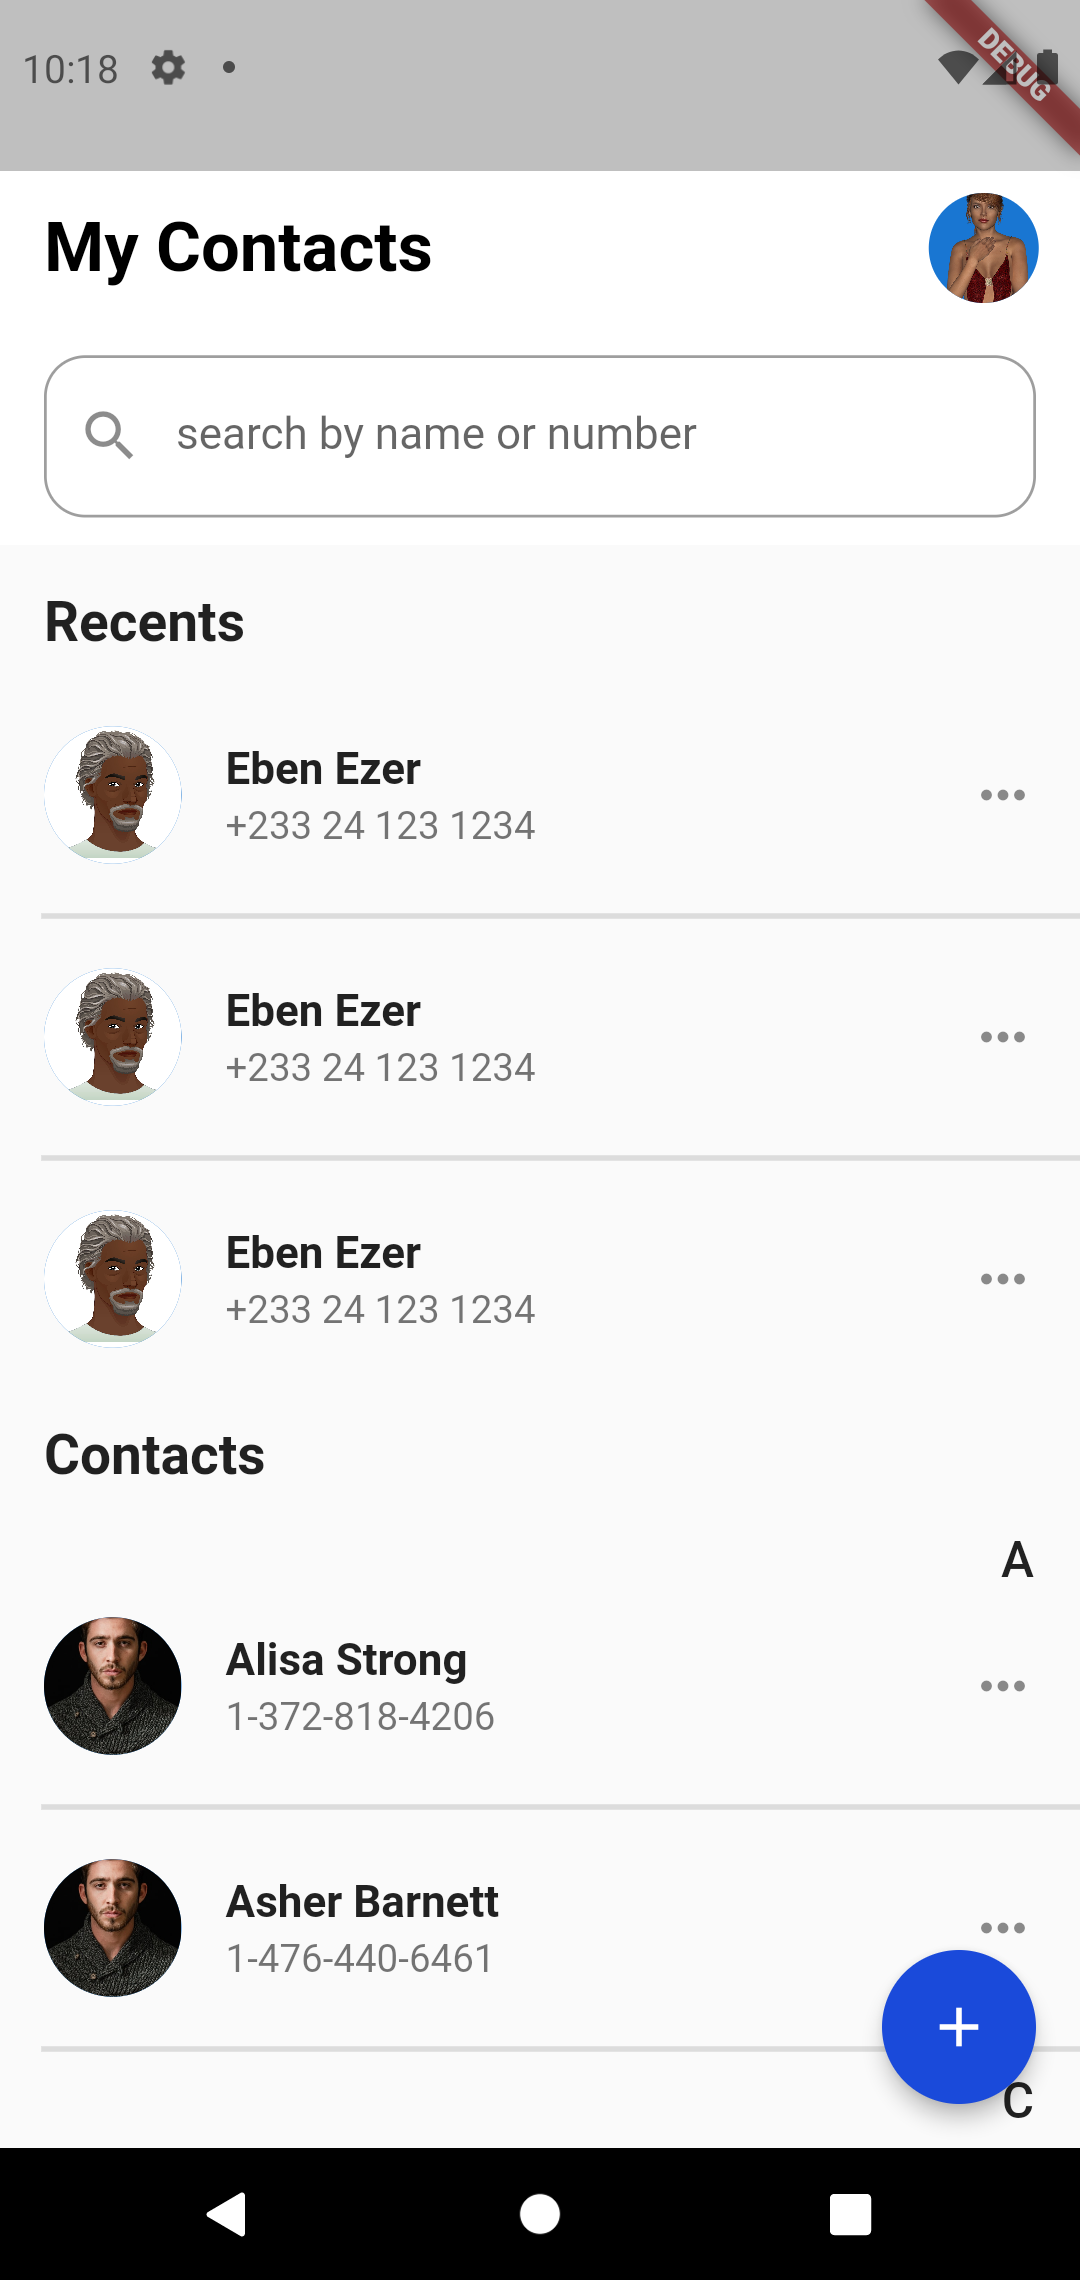 10:18
DEBUG
My Contacts
search by name or number
Recents
Eben Ezer
+233 24 123 1234
Eben Ezer
+233 24 123 1234
Eben Ezer
+233 24 123 1234
Contacts
A
Alisa Strong
1-372-818-4206
Asher Barnett
1-476-440-6461
C